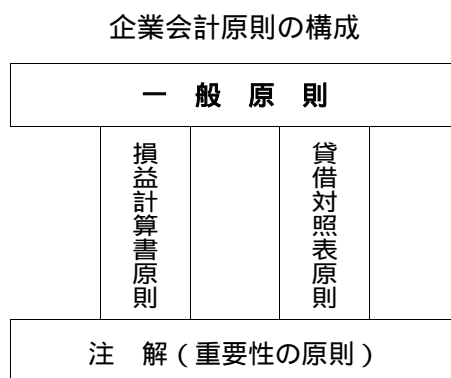 企業会計原則の構成
一 般 原 則
損益計算書原則
貸借対照表原則
注 解(重要性の原則)